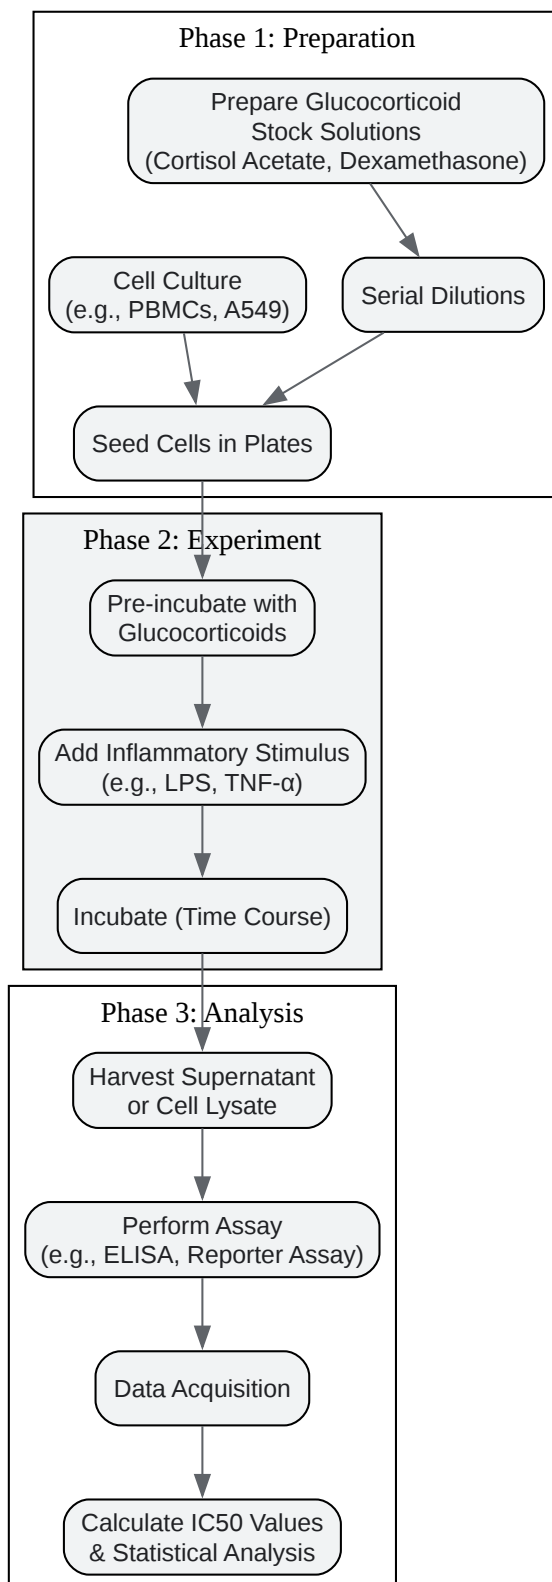 Phase 1: Preparation
Prepare Glucocorticoid
Stock Solutions
(Cortisol Acetate, Dexamethasone)
Cell Culture
(e.g., PBMCs, A549)
Serial Dilutions
Seed Cells in Plates
Phase 2: Experiment
Pre-incubate with
Glucocorticoids
Add Inflammatory Stimulus
(e.g., LPS, TNF-α)
Incubate (Time Course)
Phase 3: Analysis
Harvest Supernatant
or Cell Lysate
Perform Assay
(e.g., ELISA, Reporter Assay)
Data Acquisition
Calculate IC50 Values
& Statistical Analysis